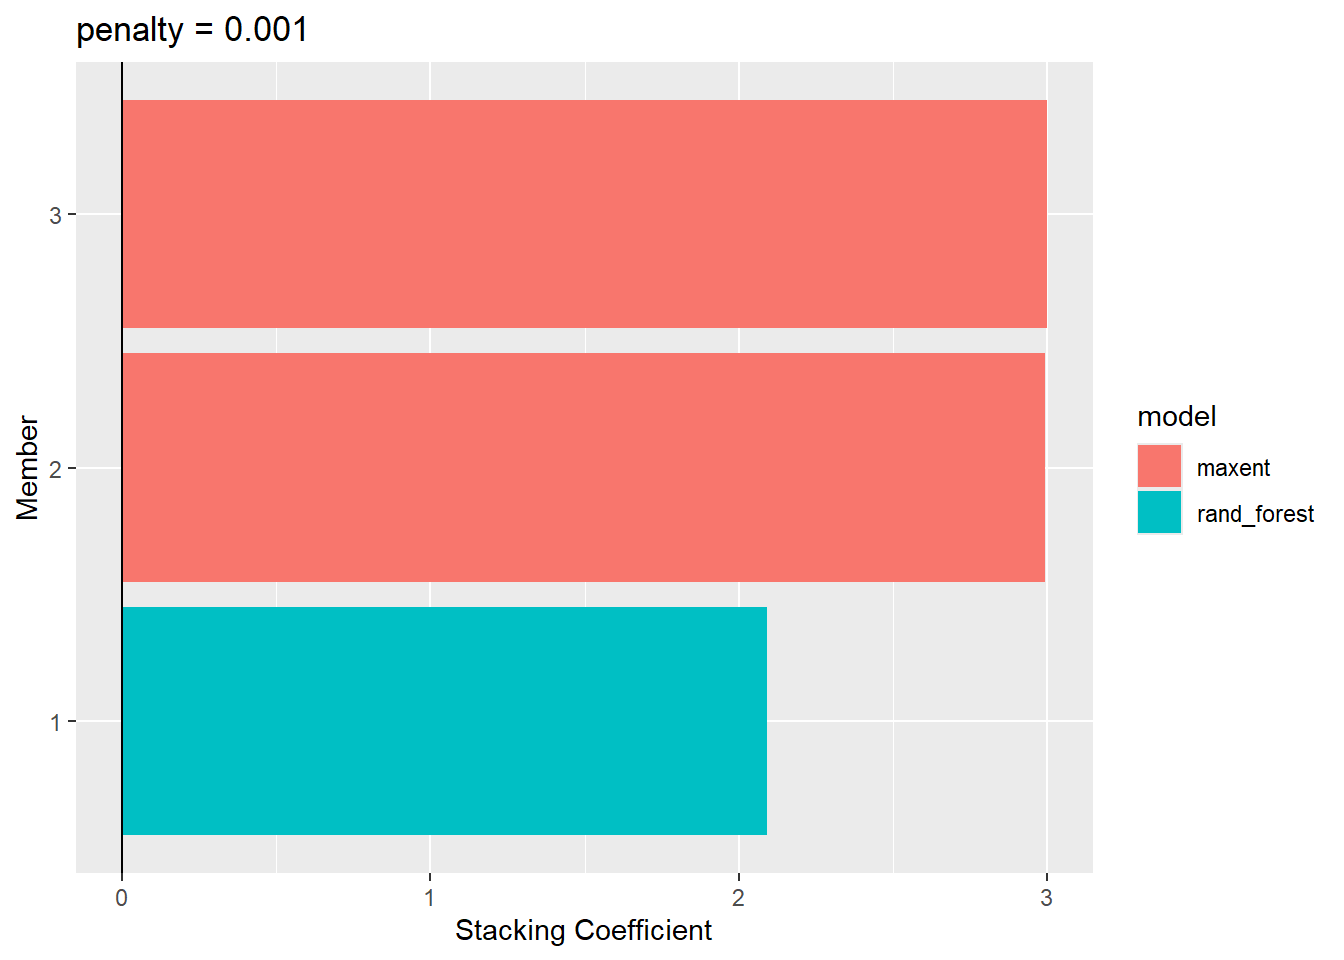 penalty = 0.001
3
2
1
Member
0 1 2 3
Stacking Coefficient
model
maxent
rand_forest